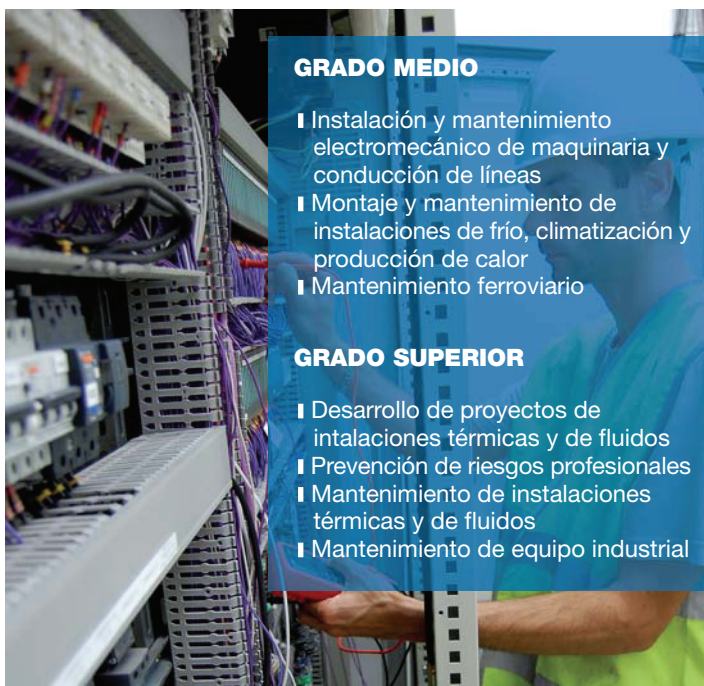 GRADO MEDIO
Instalación y mantenimiento
electromecánico de maquinaria y
conducción de líneas
Montaje y mantenimiento de
instalaciones de frío, climatización y
producción de calor
Mantenimiento ferroviario
GRADO SUPERIOR
Desarrollo de proyectos de
intalaciones térmicas y de fluidos
Prevención de riesgos profesionales
Mantenimiento de instalaciones
térmicas y de fluidos
Mantenimiento de equipo industrial